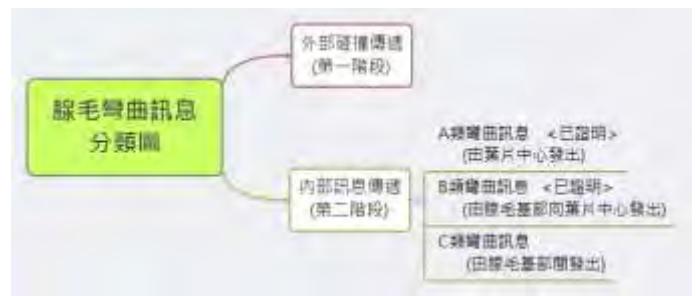 腺毛彎曲訊息
分類圖
外部碰撞傳遞
(第一階段)
內部訊息傳遞
(第二階段)
A類彎曲訊息 <已證明>
(由葉片中心發出)
B類彎曲訊息 <已證明>
(由腺毛基部向葉片中心發出)
C類彎曲訊息
(由腺毛基部間發出)